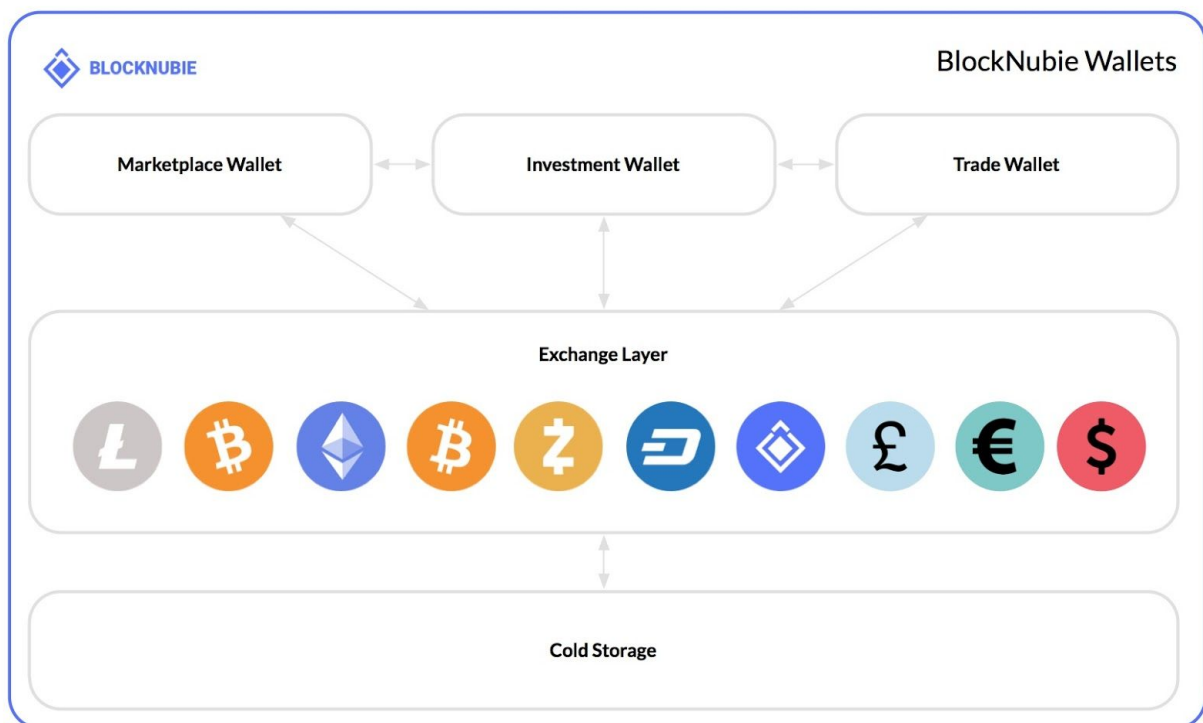 BLOCKNUBIE
BlockNubie Wallets
Marketplace Wallet
Investment Wallet
Trade Wallet
Exchange Layer
£ € $
Cold Storage